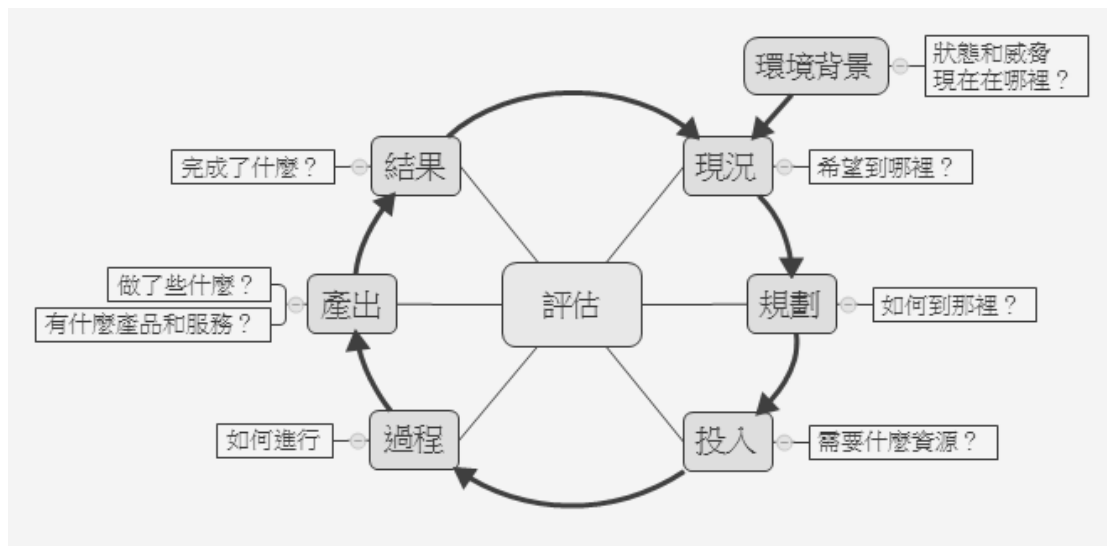 環境背景
狀態和威脅
現在在哪裡？
現況
希望到哪裡？
規劃
如何到那裡？
投入
需要什麼資源？
過程
如何進行
產出
做了些什麼？
有什麼產品和服務？
結果
完成了什麼？
評估